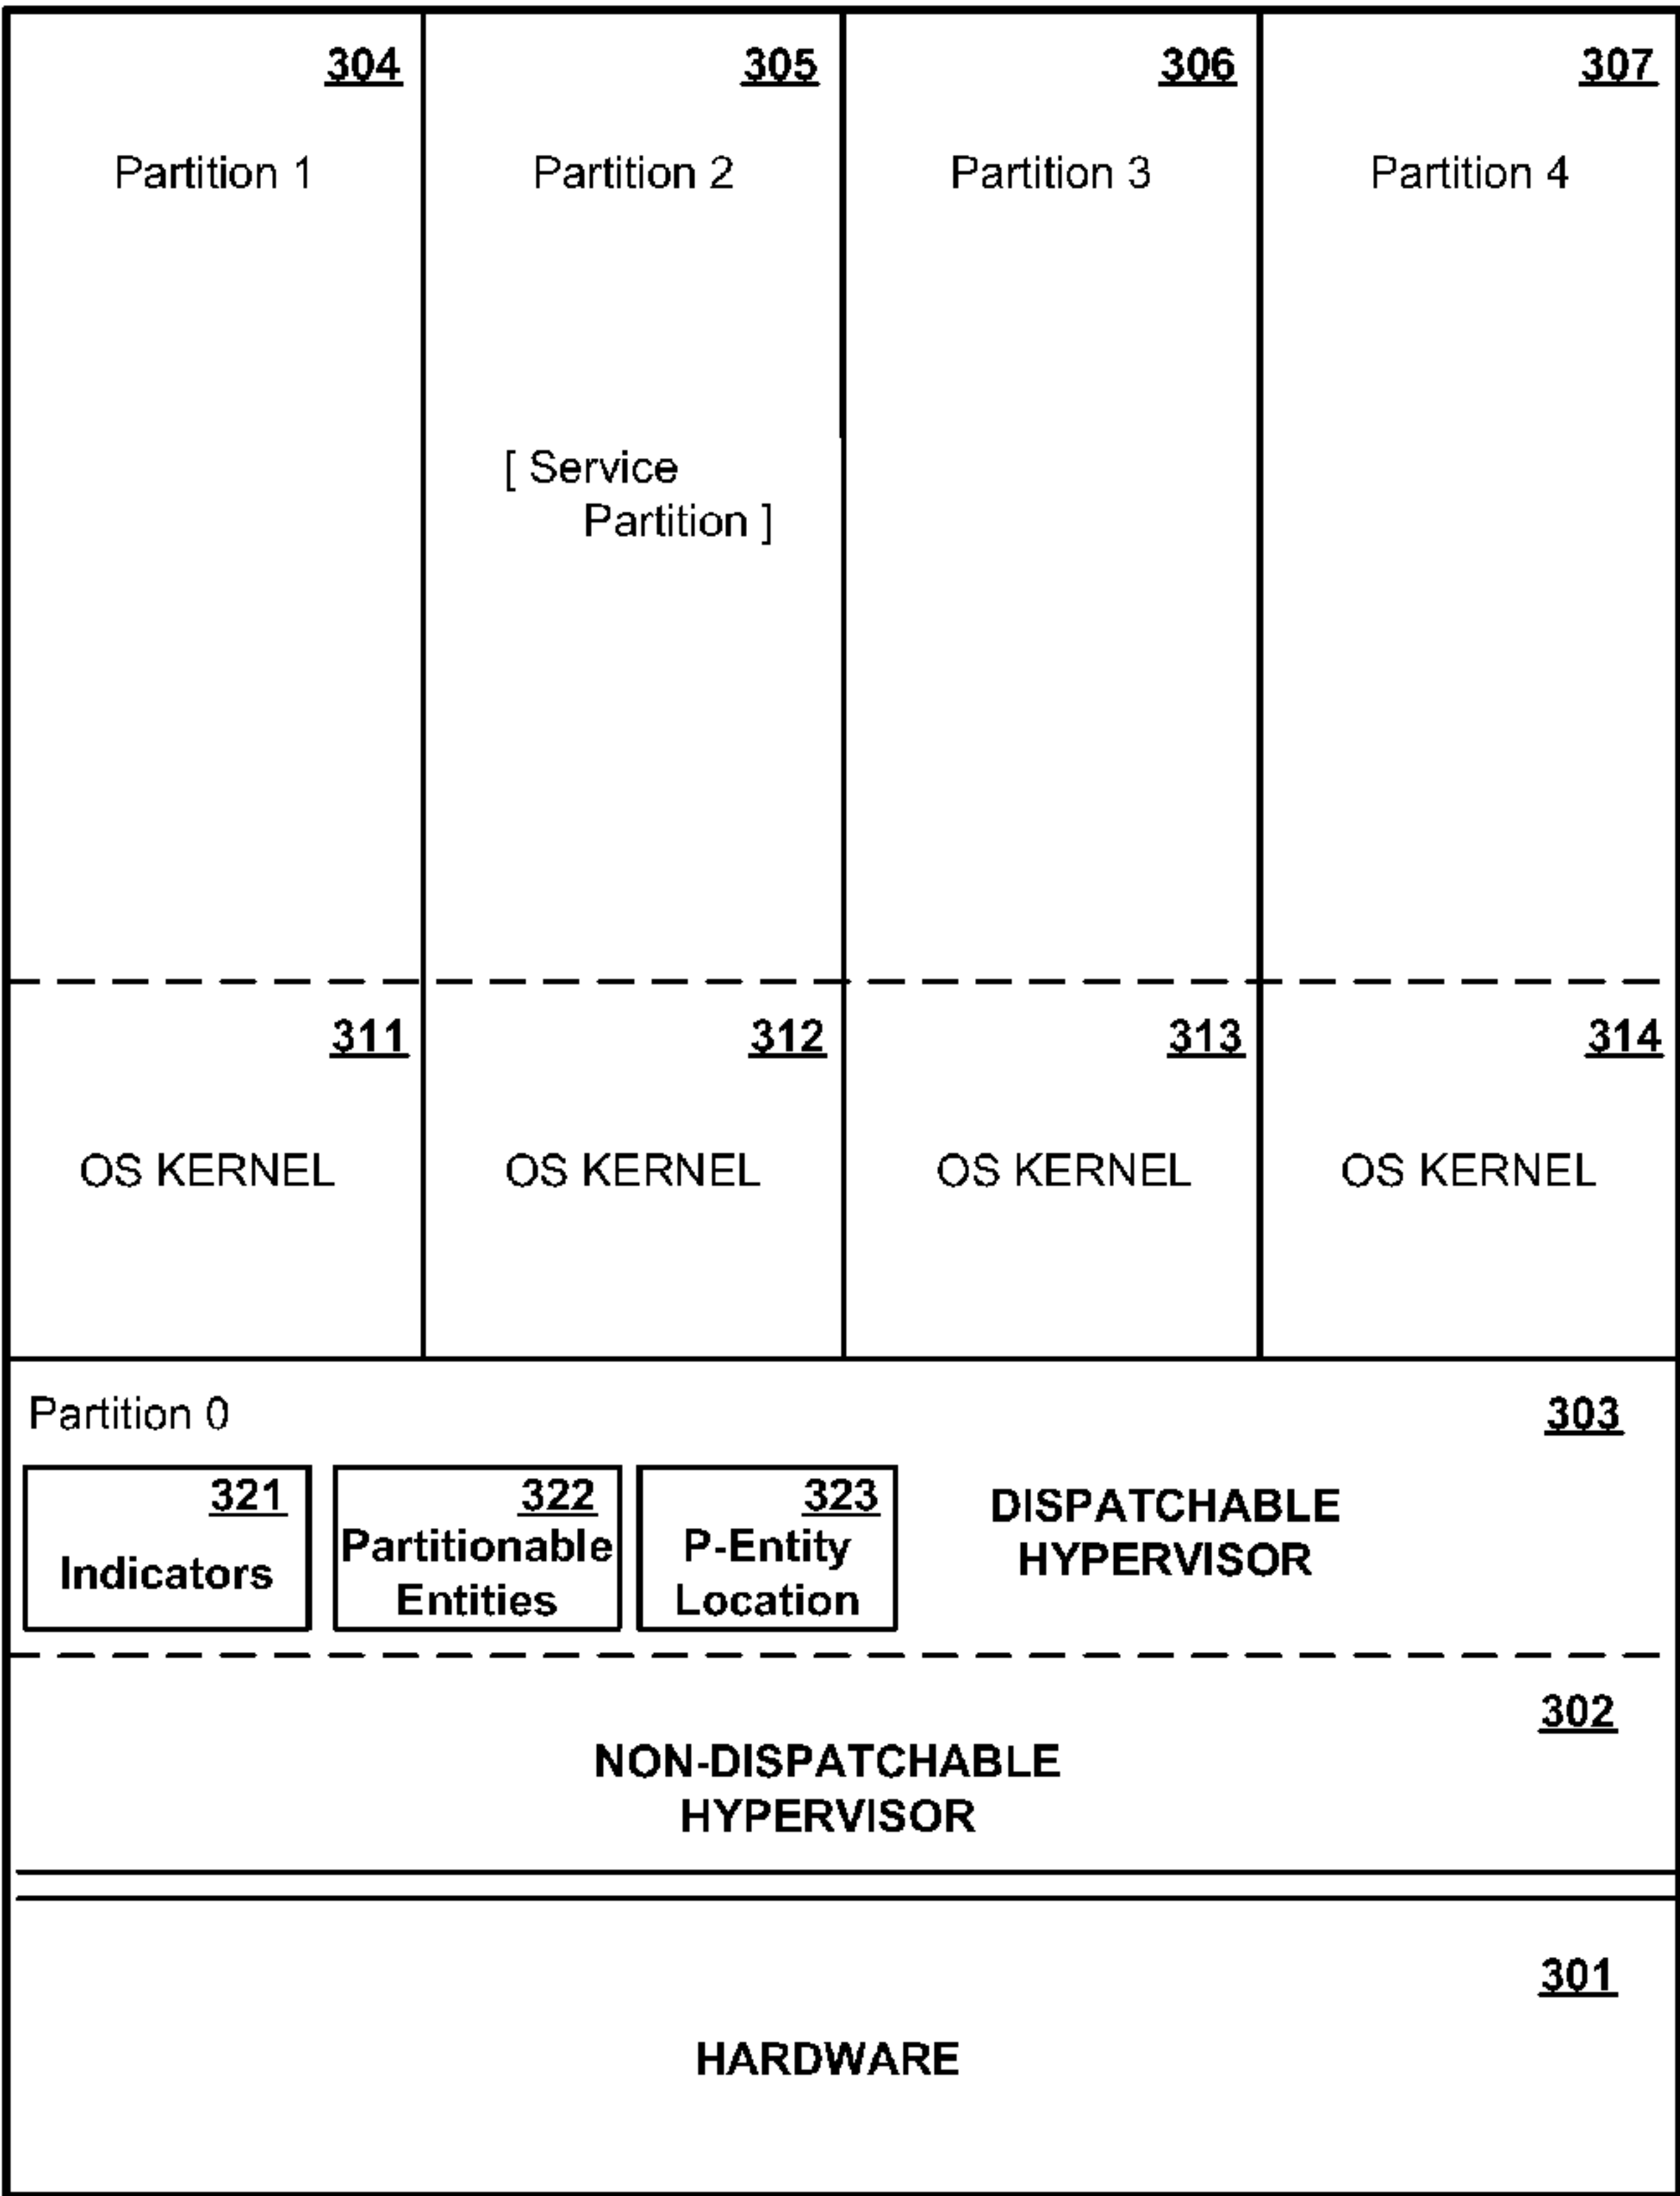 304
305
306
307
Partition 1
Partition 2
Partition 3
Partition 4
[ Service
Partition ]
311
312
313
314
OS KERNEL
OS KERNEL
OS KERNEL
OS KERNEL
Partition 0
303
321
Indicators
322
Partitionable
Entities
323
P-Entity
Location
DISPATCHABLE
HYPERVISOR
302
NON-DISPATCHABLE
HYPERVISOR
301
HARDWARE